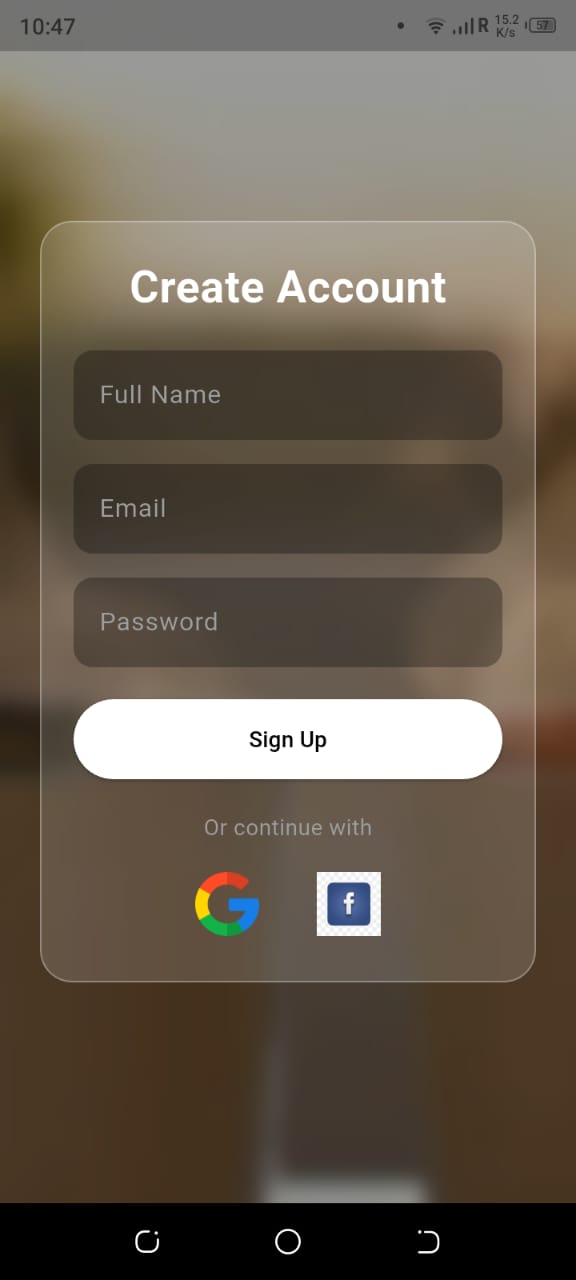 10:47
R 15.2 K/s 57
Create Account
Full Name
Email
Password
Sign Up
Or continue with
f